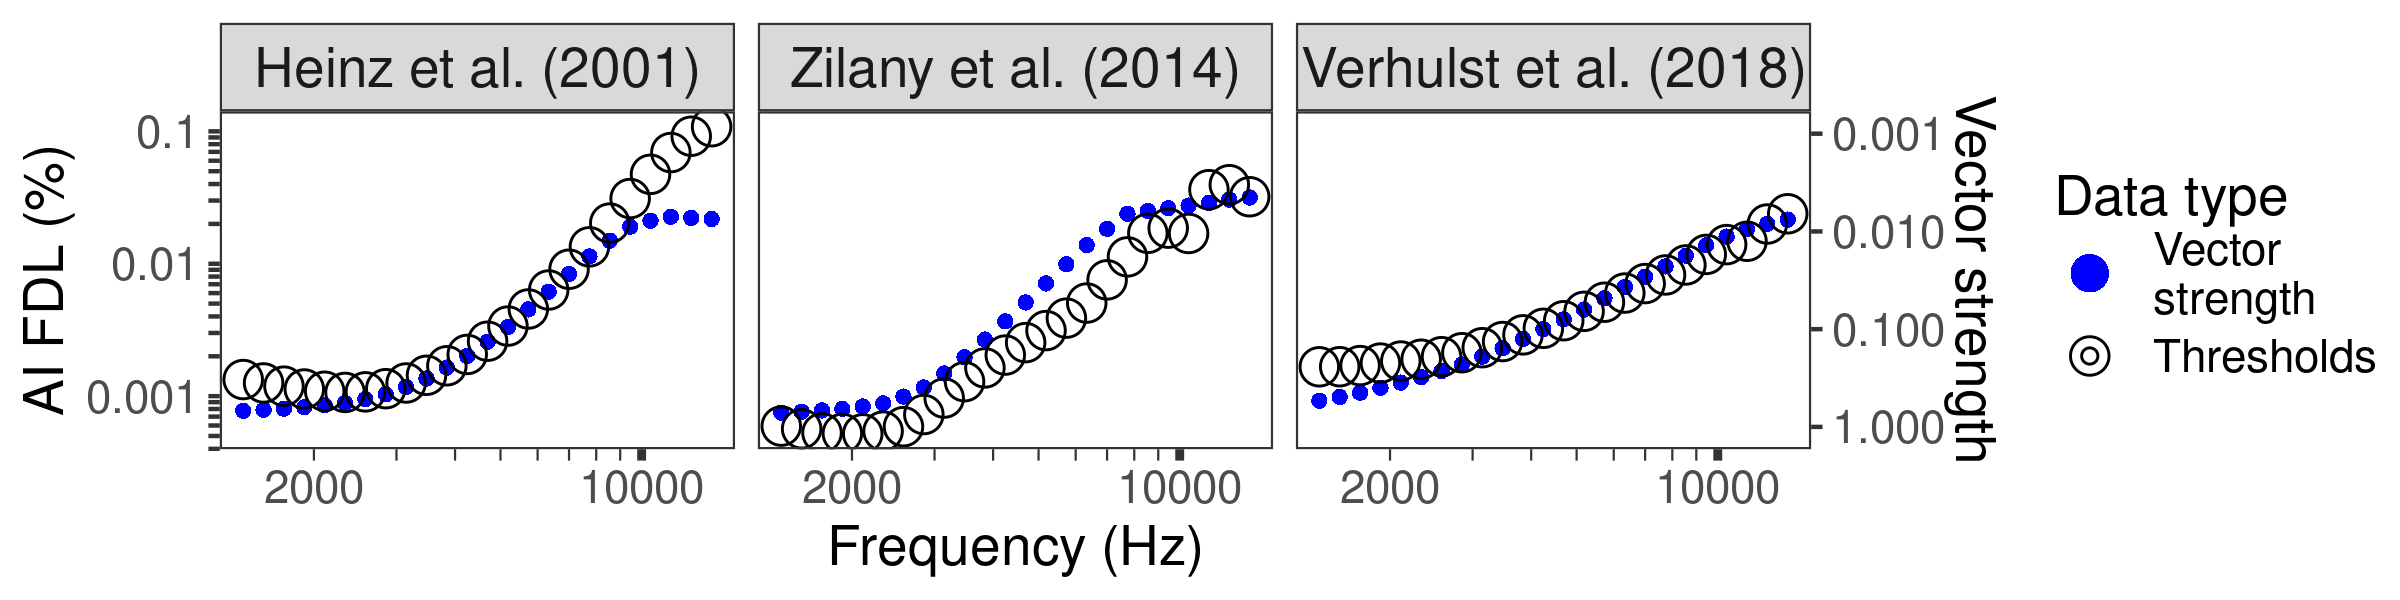 Heinz et al. (2001)
Zilany et al. (2014)
Verhulst et al. (2018)
AI FDL (%)
0.1
0.01
0.001
0.001
0.010
0.100
1.000
Vector strength
2000
10000
2000
10000
2000
10000
Frequency (Hz)
Data type
Vector
strength
Thresholds